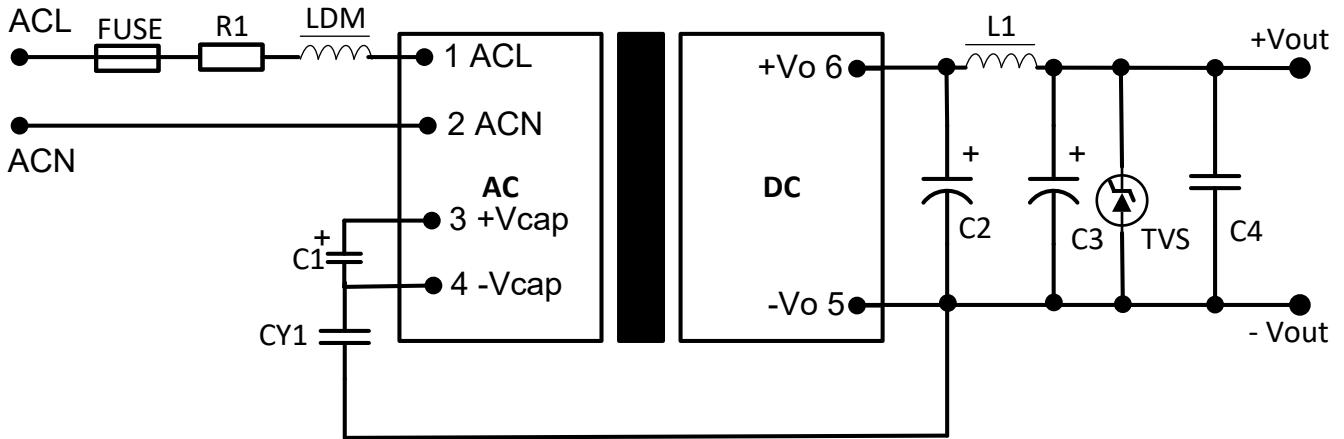 ACL
FUSE
R1
LDM
L1
+Vout
1 ACL
+Vo 6
2 ACN
ACN
AC
DC
+
+
3 +Vcap
+
C1
C2
C3
TVS
C4
4 -Vcap
-Vo 5
CY1
- Vout